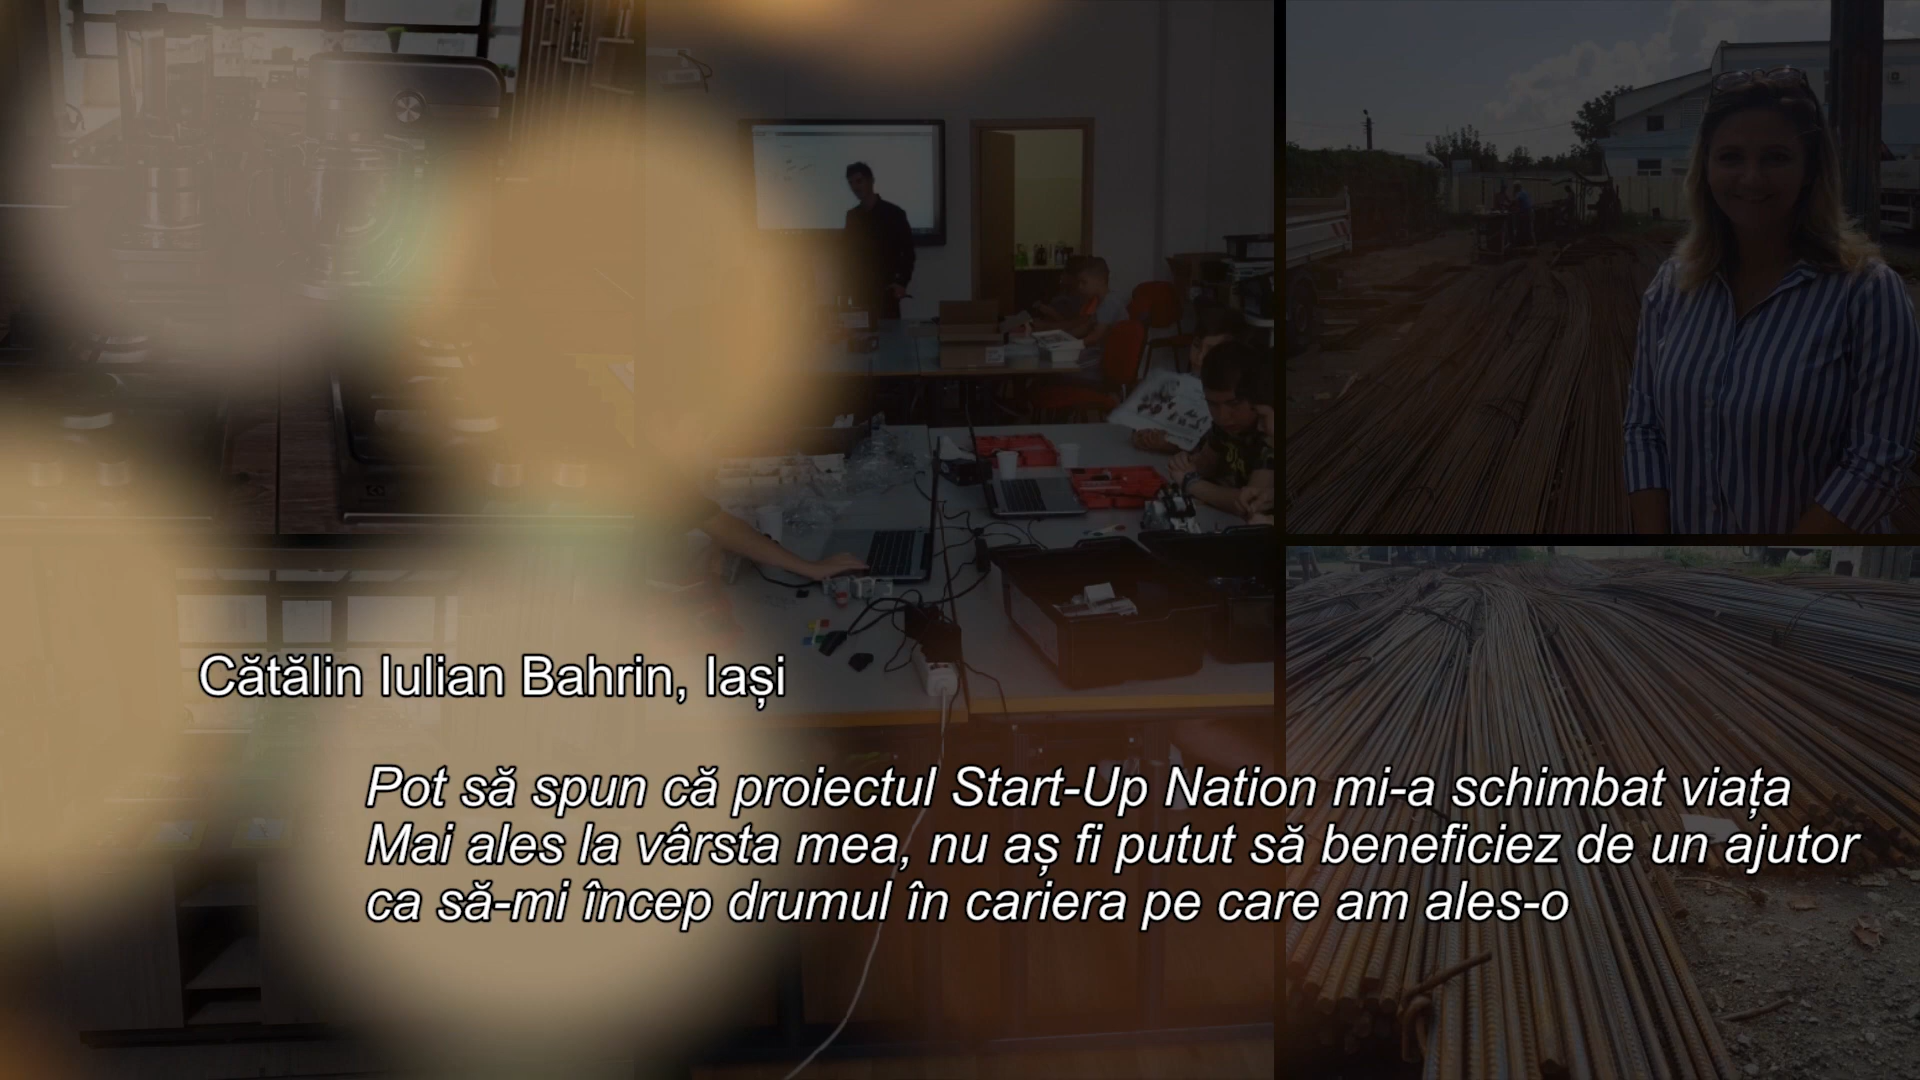 Cătălin Iulian Bahrin, Iași
Pot să spun că proiectul Start-Up Nation mi-a schimbat viața
Mai ales la vârsta mea, nu aș fi putut să beneficiez de un ajutor
ca să-mi încep drumul în cariera pe care am ales-o